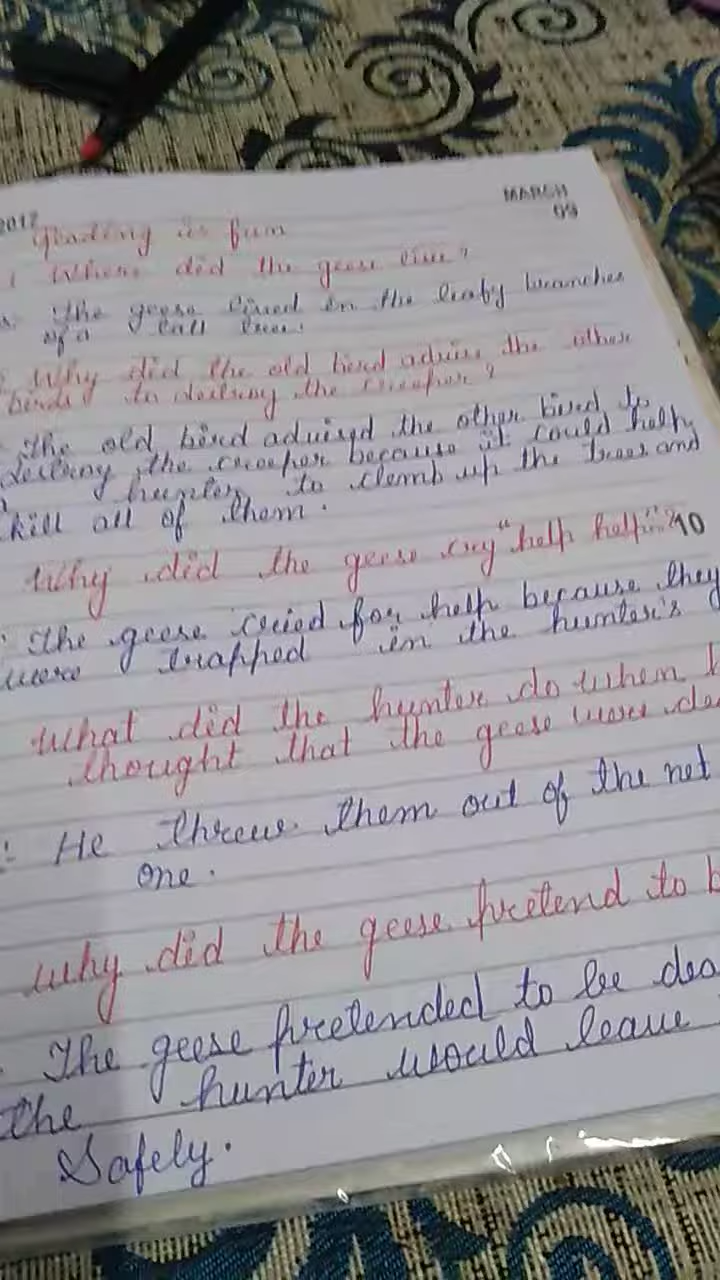 2017
MARCH
09
Reading is fun
Where did the geese live?
The geese lived in the leafy branches
of a tall tree.
Why did the old bird advise the other
birds to destroy the creeper?
The old bird advised the other bird to
destroy the creeper because it could help
hunter to climb up the trees and
kill all of them.
Why did the geese cry "help help"?
10
The geese cried for help because they
were trapped in the hunter's
What did the hunter do when
thought that the geese were
He threw them out of the net
one.
Why did the geese pretend to
The geese pretended to be
the hunter would leave
Safely.